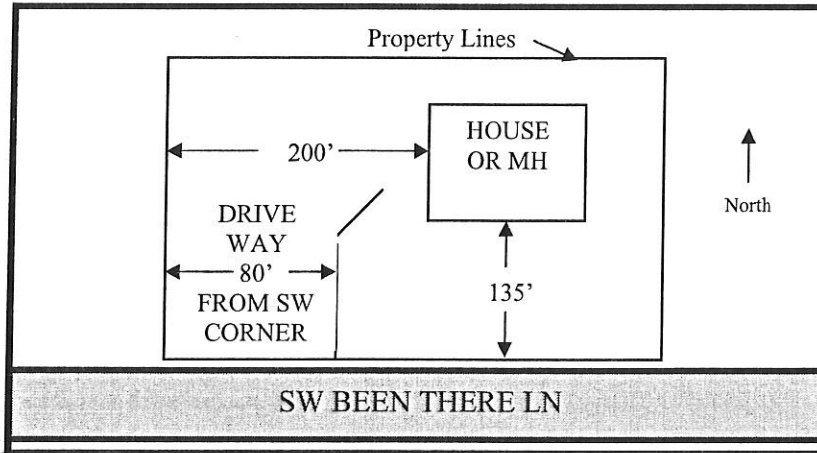 Property Lines
HOUSE
OR MH
200’
North
DRIVE
WAY
80’
FROM SW
CORNER
135’
SW BEEN THERE LN